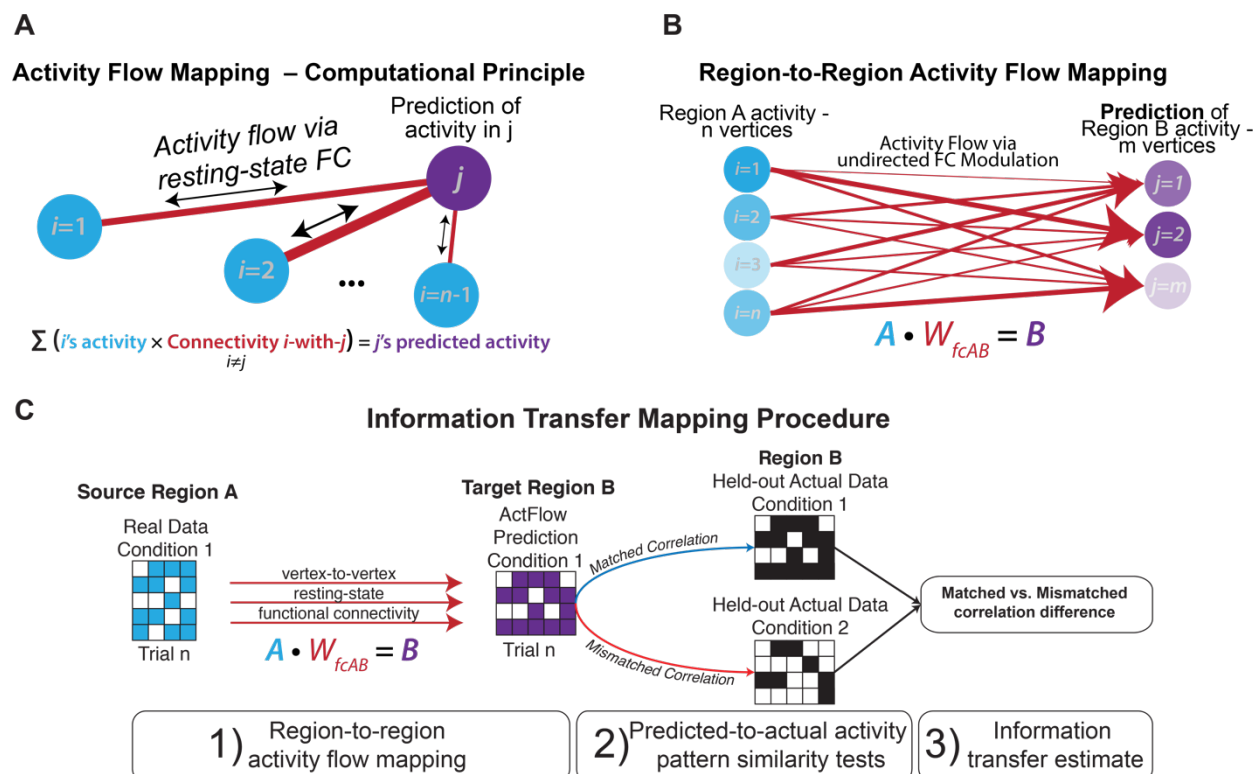 A
Activity Flow Mapping – Computational Principle
Prediction of
activity in j
Activity flow via
resting-state FC
j
i=1
i=2
...
i=n-1
Σ (i's activity × Connectivity i-with-j) = j's predicted activity
i≠j
B
Region-to-Region Activity Flow Mapping
Region A activity -
n vertices
Prediction of
Region B activity -
m vertices
Activity Flow via
undirected FC Modulation
i=1
i=2
i=3
i=n
j=1
j=2
j=m
A • WfcAB = B
C
Information Transfer Mapping Procedure
Source Region A
Real Data
Condition 1
Trial n
vertex-to-vertex
resting-state
functional connectivity
A • WfcAB = B
Target Region B
ActFlow
Prediction
Condition 1
Trial n
Matched Correlation
Mismatched Correlation
Region B
Held-out Actual Data
Condition 1
Held-out Actual Data
Condition 2
Matched vs. Mismatched
correlation difference
1) Region-to-region
activity flow mapping
2) Predicted-to-actual activity
pattern similarity tests
3) Information
transfer estimate